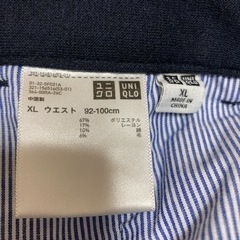 ユニクロ
UNIQLO
中国製
XL ウエスト 92-100cm
67% ポリエステル
17% レーヨン
10% 綿
6% 毛
XL
MADE IN
CHINA